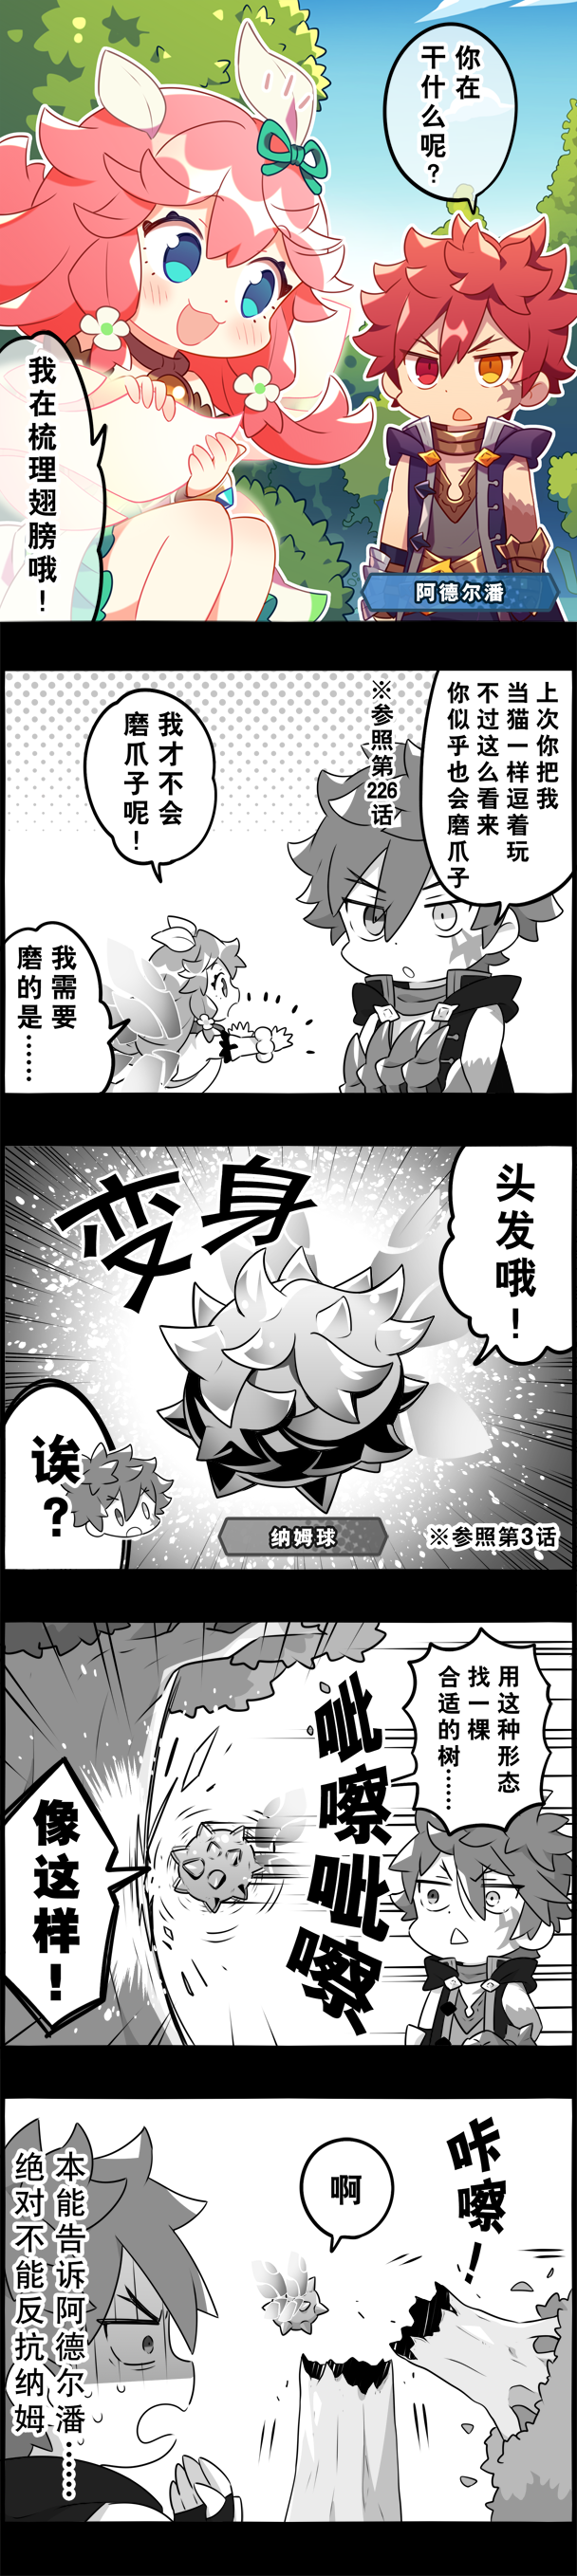 你在
干什么呢？
我在梳理翅膀哦！
阿德尔潘
上次你把我
当猫一样逗着玩
不过这么看来
你似乎也会磨爪子
※参照第226话
我才不会
磨爪子呢！
我需要
磨的是……
头发哦！
变身
诶？
纳姆球
※参照第3话
用这种形态
找一棵
合适的树……
呲嚓呲嚓
像这样！
咔嚓！
啊
本能告诉阿德尔潘……
绝对不能反抗纳姆